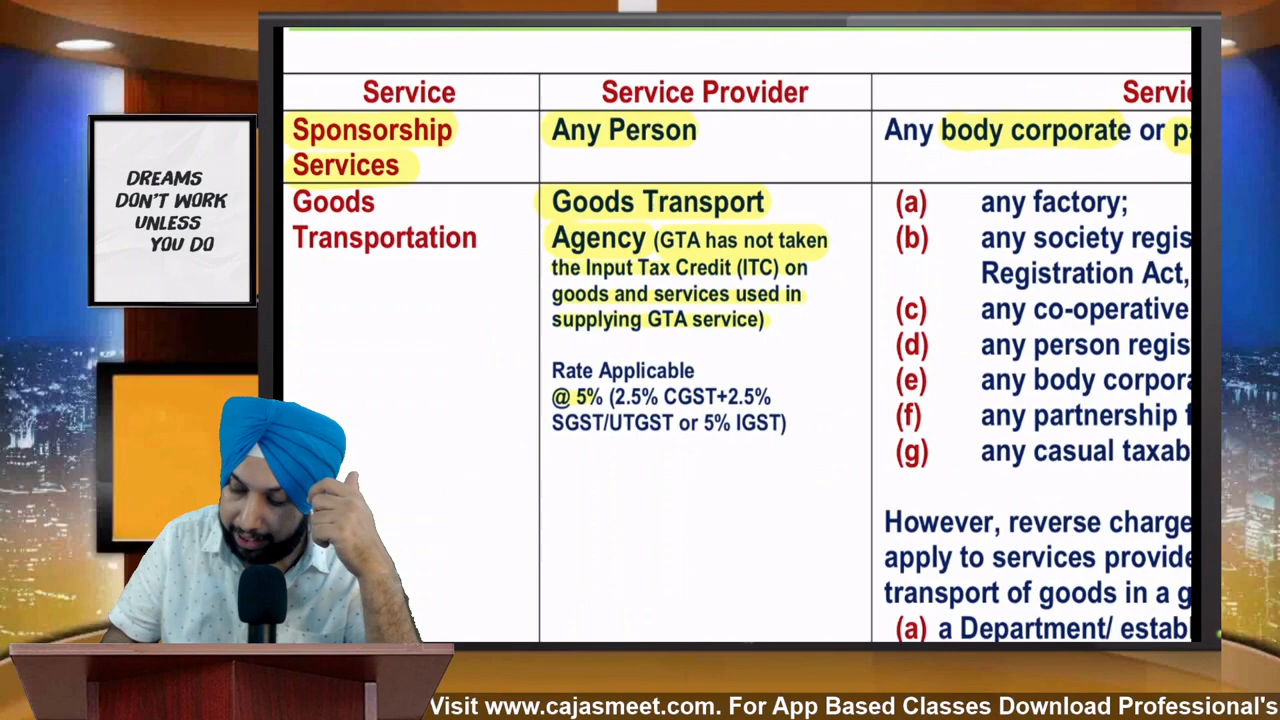 Service
Service Provider
Any Person
Any body corporate or
Sponsorship
Services
DREAMS
DON'T WORK
UNLESS
YOU DO
Goods
Transportation
Goods Transport
Agency (GTA has not taken
the Input Tax Credit (ITC) on
goods and services used in
supplying GTA service)
Rate Applicable
@ 5% (2.5% CGST+2.5%
SGST/UTGST or 5% IGST)
(a) any factory;
(b) any society
Registration Act,
(c) any co-operative
(d) any person
(e) any body
(f) any partnership
(g) any casual
However, reverse charge
apply to services
transport of goods in a
(a) a Department/
Visit www.cajasmeet.com. For App Based Classes Download Professional's